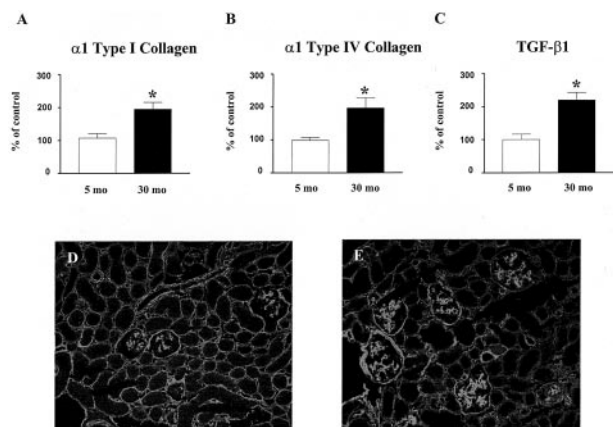 A
B
C
α1 Type I Collagen
α1 Type IV Collagen
TGF-β1
% of control
300
200
100
0
*
5 mo
30 mo
% of control
300
200
100
0
*
5 mo
30 mo
% of control
300
200
100
0
*
5 mo
30 mo
D
E